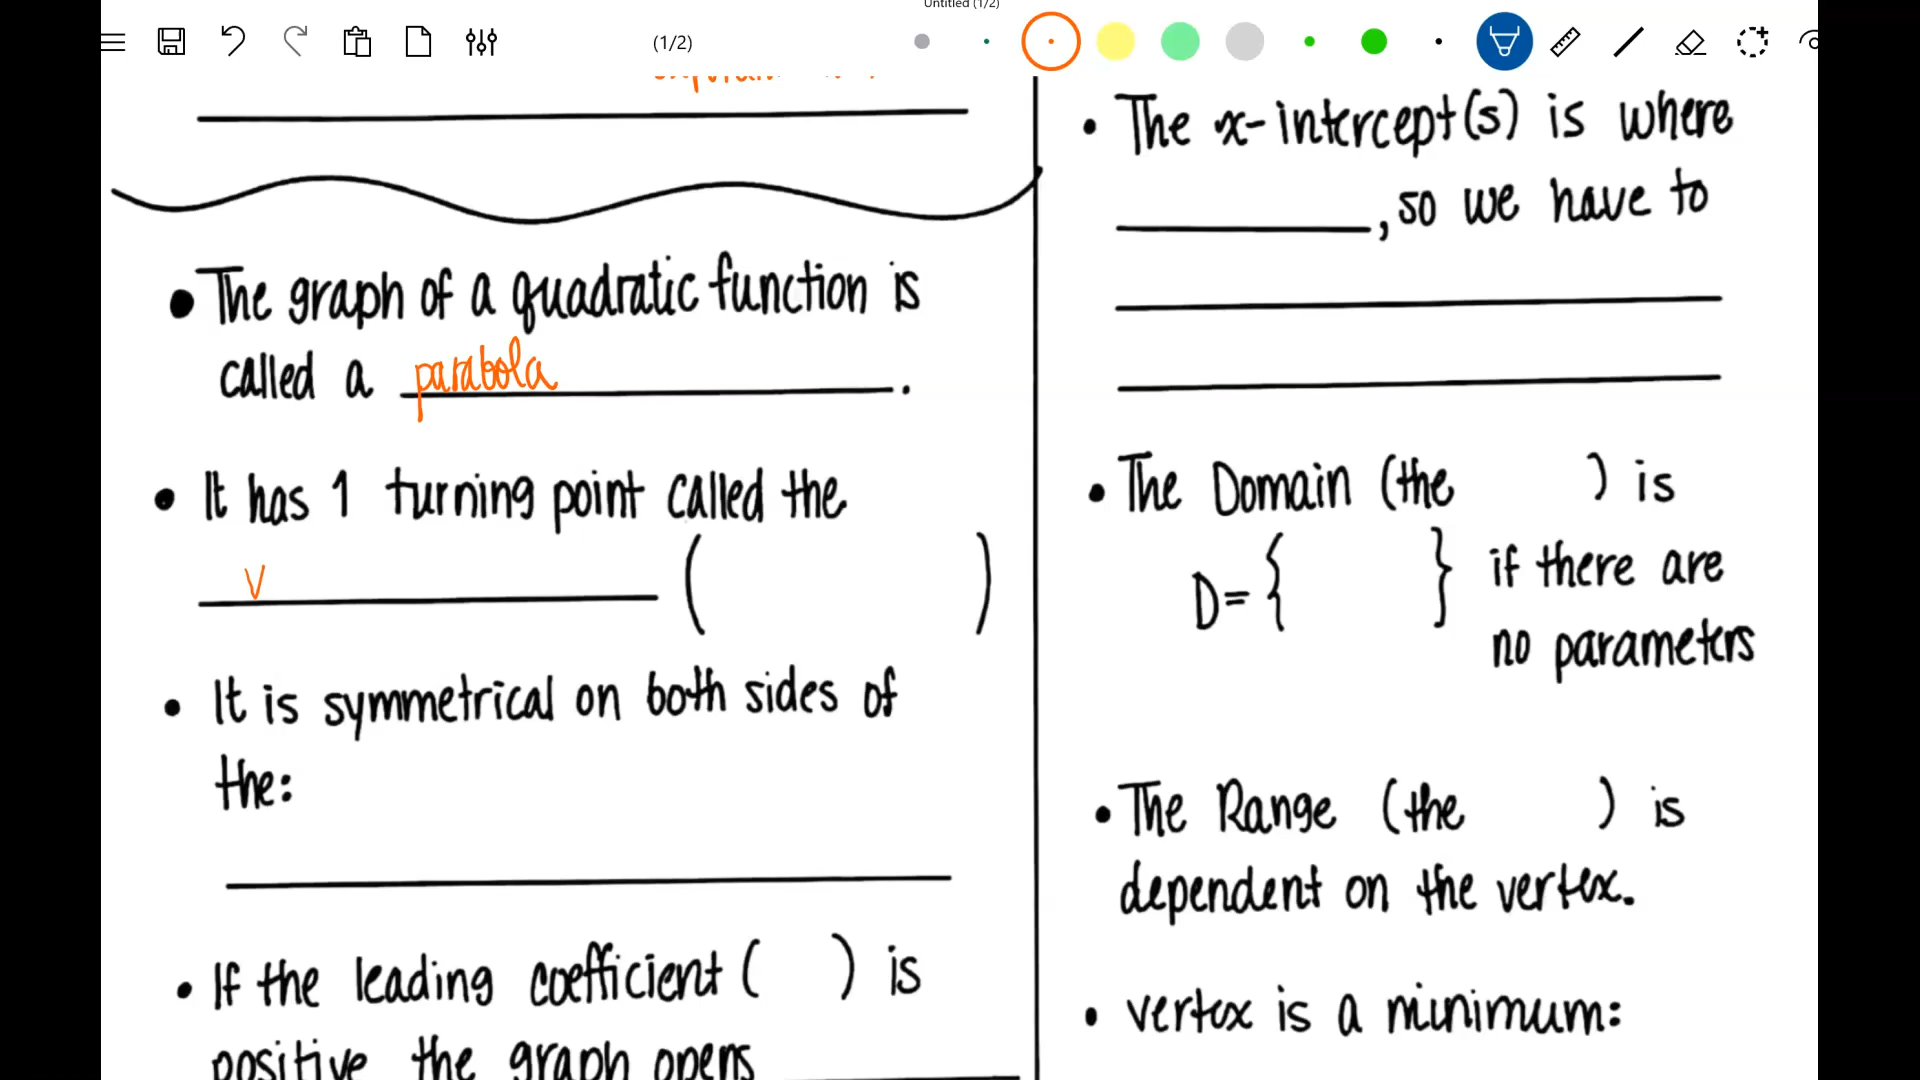 Untitled (1/2)
(1/2)
• The graph of a quadratic function is
called a parabola.
• It has 1 turning point called the
V ( )
• It is symmetrical on both sides of
the:
• If the leading coefficient ( ) is
positive the graph opens
• The x-intercept(s) is where
, so we have to
• The Domain (the ) is
D = { } if there are
no parameters
• The Range (the ) is
dependent on the vertex.
• vertex is a minimum: